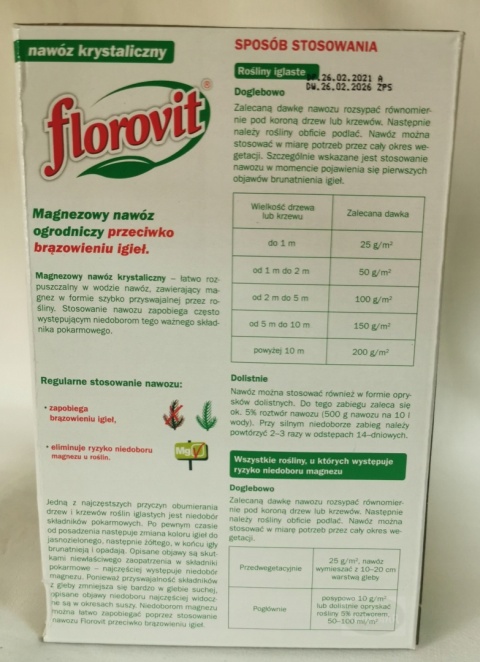 nawóz krystaliczny
florovit®
Magnezowy nawóz
ogrodniczy przeciwko
brązowieniu igieł.
Magnezowy nawóz krystaliczny – łatwo roz-
puszczalny w wodzie nawóz, zawierający ma-
gnez w formie szybko przyswajalnej przez ro-
śliny. Stosowanie nawozu zapobiega często
występującym niedoborom tego ważnego skład-
nika pokarmowego.
Regularne stosowanie nawozu:
• zapobiega
brązowieniu igieł,
• eliminuje ryzyko niedoboru
magnezu u roślin.
Mg
Jedną z najczęstszych przyczyn obumierania
drzew i krzewów roślin iglastych jest niedobór
składników pokarmowych. Po pewnym czasie
od posadzenia następuje zmiana koloru igieł do
jasnozielonego, następnie żółtego, w końcu igły
brunatnieją i opadają. Opisane objawy są skut-
kami niewłaściwego zaopatrzenia w składniki
pokarmowe – najczęściej występuje niedobór
magnezu. Ponieważ przyswajalność składników
z gleby zmniejsza się bardzo w glebie suchej,
opisane objawy niedoboru najczęściej widocz-
ne są w okresach suszy. Niedoborom magnezu
można łatwo zapobiegać poprzez stosowanie
nawozu Florovit przeciwko brązowieniu igieł.
SPOSÓB STOSOWANIA
Rośliny iglaste
26.02.2021 A
DW.26.02.2026 ZPS
Doglebowo
Zalecaną dawkę nawozu rozsypać równomier-
nie pod koroną drzew lub krzewów. Następnie
należy rośliny obficie podlać. Nawóz można
stosować w miarę potrzeb przez cały okres we-
getacji. Szczególnie wskazane jest stosowanie
nawozu w momencie pojawienia się pierwszych
objawów brunatnienia igieł.
Wielkość drzewa
lub krzewu
Zalecana dawka
do 1 m 25 g/m²
od 1 m do 2 m 50 g/m²
od 2 m do 5 m 100 g/m²
od 5 m do 10 m 150 g/m²
powyżej 10 m 200 g/m²
Dolistnie
Nawóz można stosować również w formie opry-
sków dolistnych. Do tego zabiegu zaleca się
ok. 5% roztwór nawozu (500 g nawozu na 10 l
wody). Przy silnym niedoborze zabieg należy
powtórzyć 2–3 razy w odstępach 14-dniowych.
Wszystkie rośliny, u których występuje
ryzyko niedoboru magnezu
Doglebowo
Zalecaną dawkę nawozu rozsypać równomier-
nie pod koroną drzew lub krzewów. Następnie
należy rośliny obficie podlać. Nawóz można
stosować w miarę potrzeb przez cały okres we-
getacji.
Przedwegetacyjnie
25 g/m², nawóz
wymieszać z 10–20 cm
warstwą gleby
Pogłównie
posypowo 10 g/m²
lub dolistnie opryskać
rośliny 5% roztworem,
50–100 ml/m²